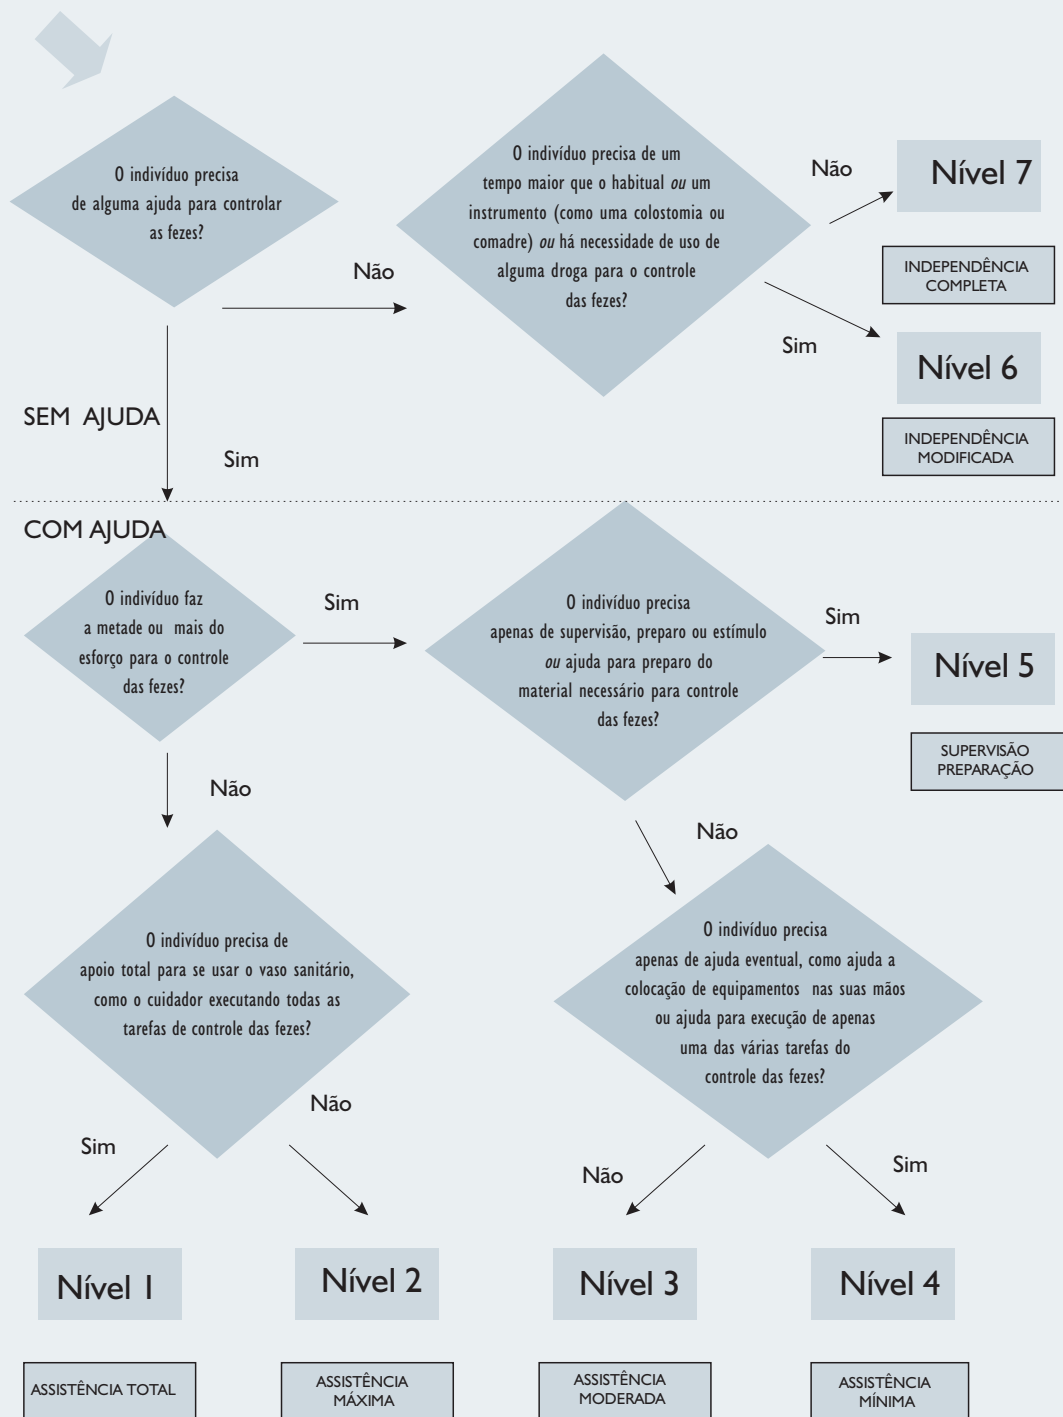 O indivíduo precisa
de alguma ajuda para controlar
as fezes?
Não
O indivíduo precisa de um
tempo maior que o habitual ou um
instrumento (como uma colostomia ou
comadre) ou há necessidade de uso de
alguma droga para o controle
das fezes?
Não
Nível 7
INDEPENDÊNCIA
COMPLETA
Sim
Nível 6
INDEPENDÊNCIA
MODIFICADA
SEM AJUDA
Sim
COM AJUDA
O indivíduo faz
a metade ou mais do
esforço para o controle
das fezes?
Sim
O indivíduo precisa
apenas de supervisão, preparo ou estímulo
ou ajuda para preparo do
material necessário para controle
das fezes?
Sim
Nível 5
SUPERVISÃO
PREPARAÇÃO
Não
Não
O indivíduo precisa de
apoio total para se usar o vaso sanitário,
como o cuidador executando todas as
tarefas de controle das fezes?
O indivíduo precisa
apenas de ajuda eventual, como ajuda a
colocação de equipamentos nas suas mãos
ou ajuda para execução de apenas
uma das várias tarefas do
controle das fezes?
Sim
Não
Não
Sim
Nível 1
Nível 2
Nível 3
Nível 4
ASSISTÊNCIA TOTAL
ASSISTÊNCIA
MÁXIMA
ASSISTÊNCIA
MODERADA
ASSISTÊNCIA
MÍNIMA